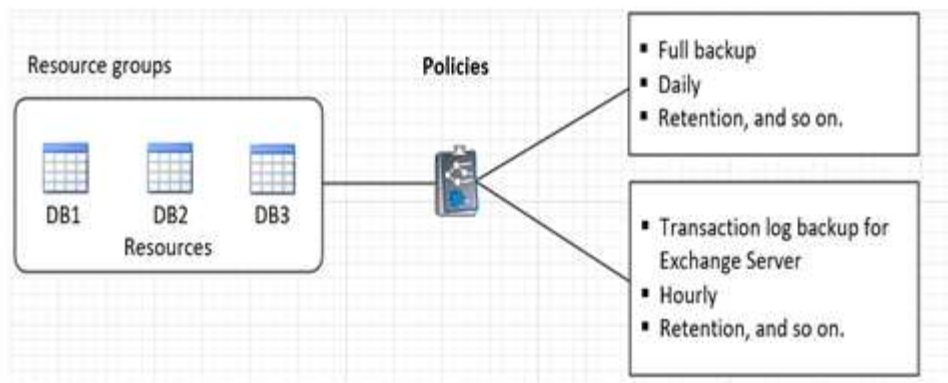 Resource groups
DB1
DB2
DB3
Resources
Policies
▪ Full backup
▪ Daily
▪ Retention, and so on.
▪ Transaction log backup for
Exchange Server
▪ Hourly
▪ Retention, and so on.